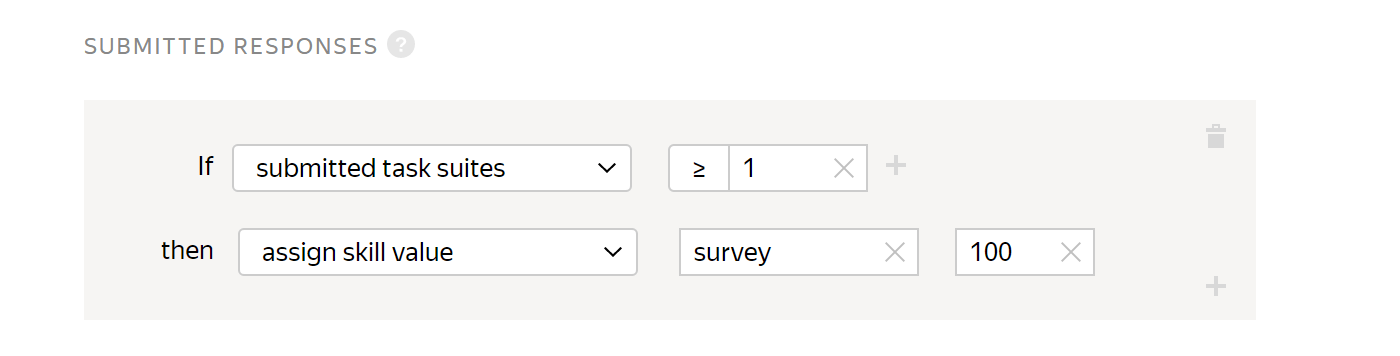 SUBMITTED RESPONSES ?
If submitted task suites ≥ 1
then assign skill value survey 100